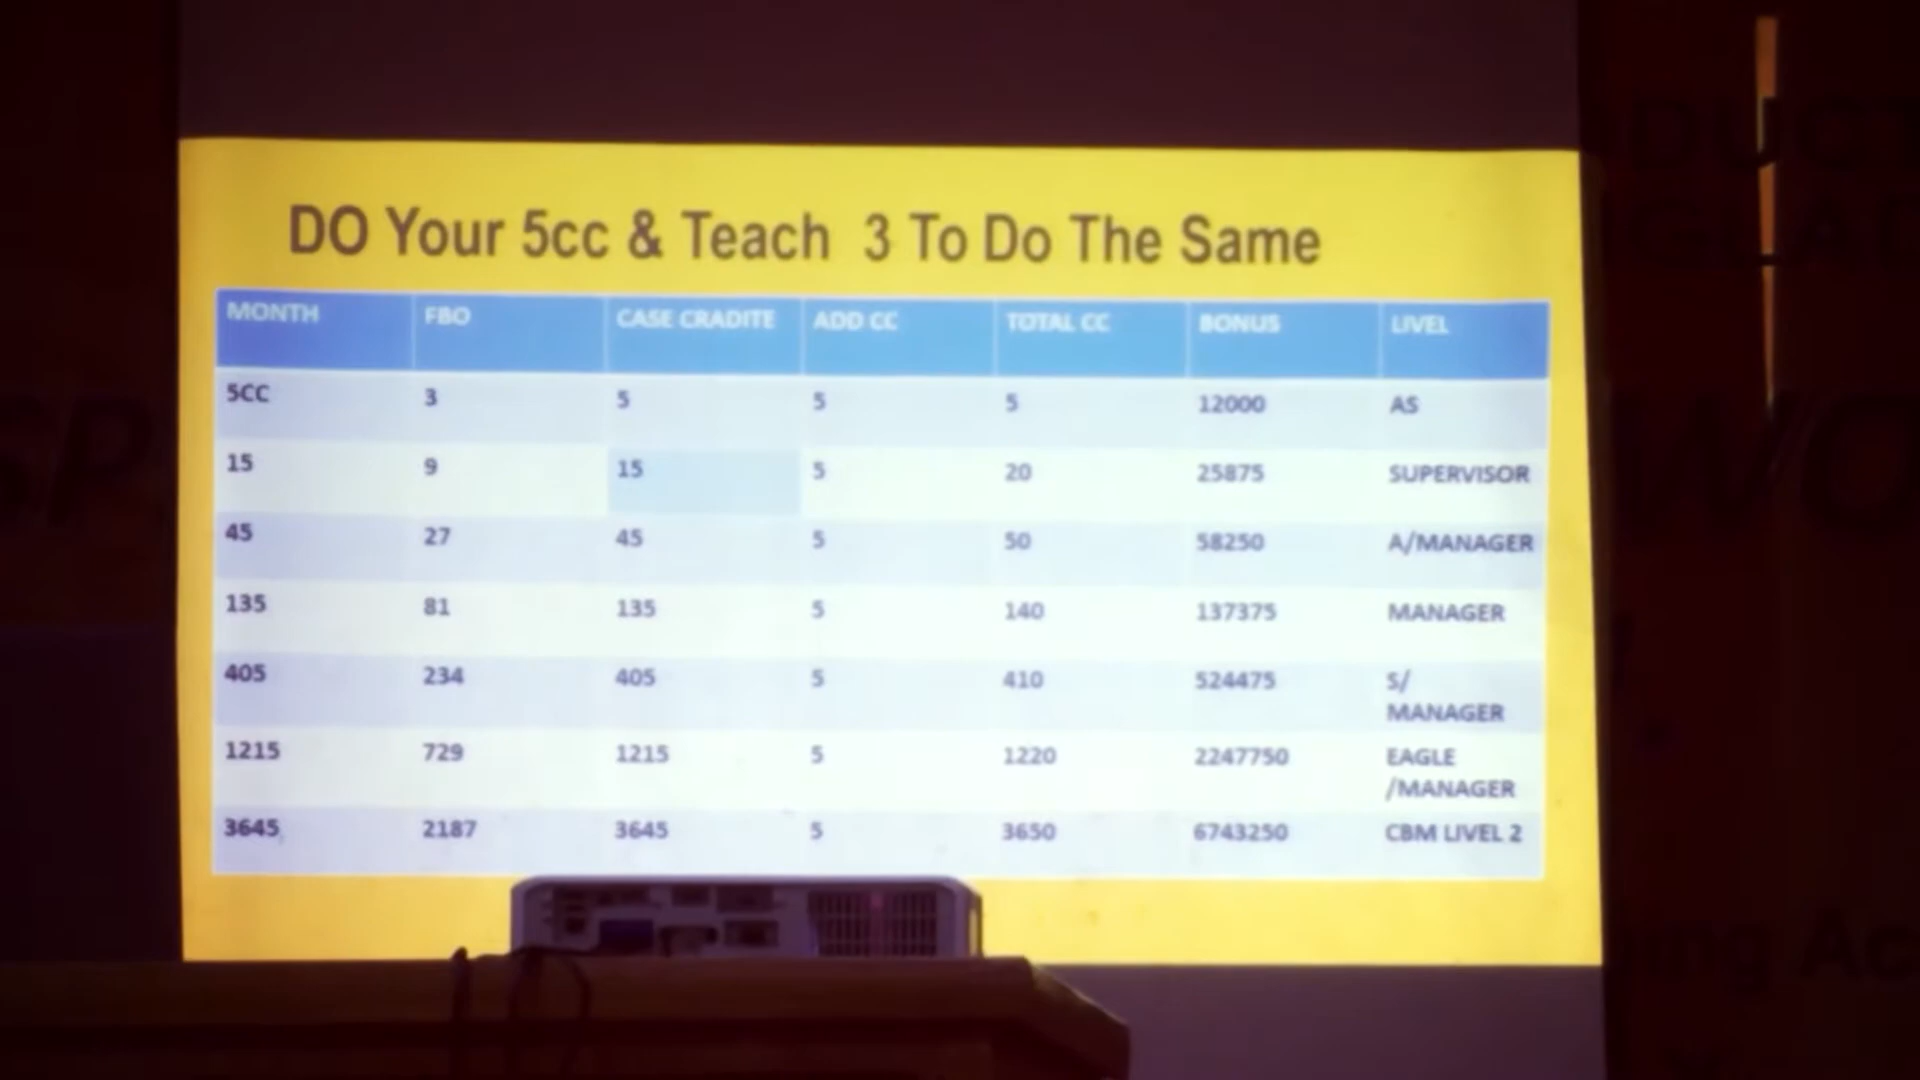 DO Your 5cc & Teach 3 To Do The Same
MONTH FBO CASE CRADITE ADD CC TOTAL CC BONUS LIVEL
5CC 3 5 5 5 12000 AS
15 9 15 5 20 25875 SUPERVISOR
45 27 45 5 50 58250 A/MANAGER
135 81 135 5 140 137375 MANAGER
405 234 405 5 410 524475 S/
MANAGER
1215 729 1215 5 1220 2247750 EAGLE
/MANAGER
3645 2187 3645 5 3650 6743250 CBM LIVEL 2